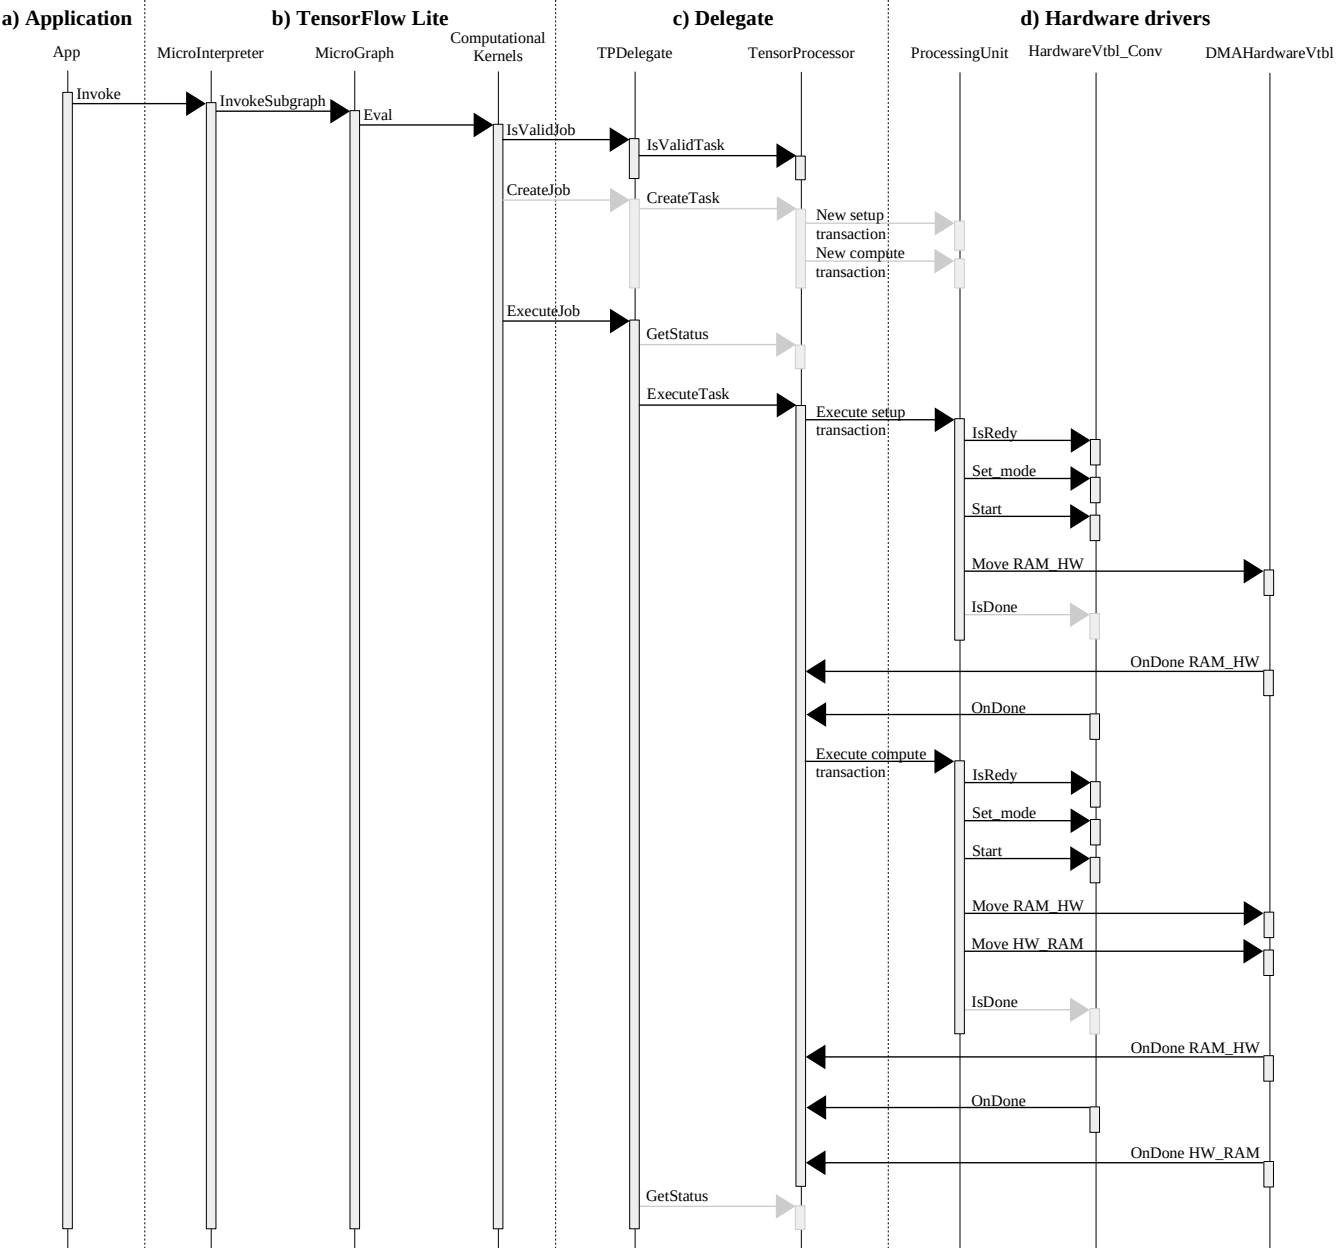 a) Application
b) TensorFlow Lite
c) Delegate
d) Hardware drivers
App
MicroInterpreter
MicroGraph
Computational
Kernels
TPDelegate
TensorProcessor
ProcessingUnit
HardwareVtbl_Conv
DMAHardwareVtbl
Invoke
InvokeSubgraph
Eval
IsValidJob
IsValidTask
CreateJob
CreateTask
New setup
transaction
New compute
transaction
ExecuteJob
GetStatus
ExecuteTask
Execute setup
transaction
IsRedy
Set_mode
Start
Move RAM_HW
IsDone
OnDone RAM_HW
OnDone
Execute compute
transaction
IsRedy
Set_mode
Start
Move RAM_HW
Move HW_RAM
IsDone
OnDone RAM_HW
OnDone
OnDone HW_RAM
GetStatus